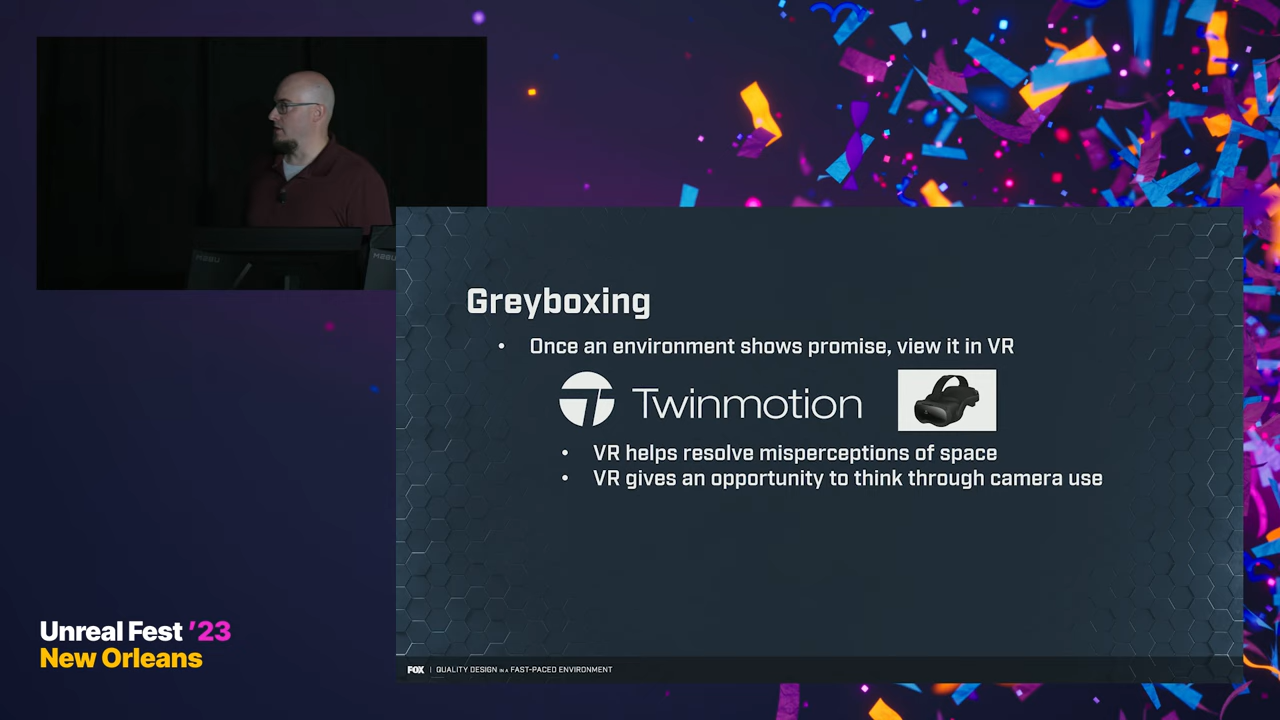 MSBU
MSBU
Greyboxing
• Once an environment shows promise, view it in VR
Twinmotion
• VR helps resolve misperceptions of space
• VR gives an opportunity to think through camera use
Unreal Fest '23
New Orleans
FOX | QUALITY DESIGN IN A FAST-PACED ENVIRONMENT